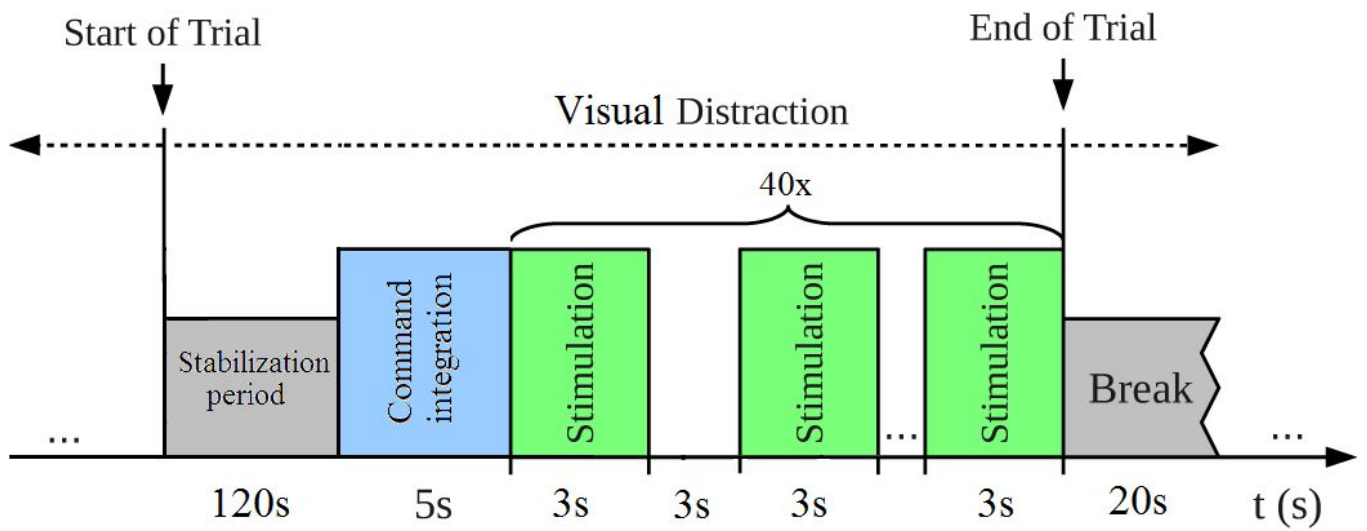 Start of Trial
End of Trial
Visual Distraction
40x
Stabilization
period
Command
integration
Stimulation
Stimulation
Stimulation
Break
...
...
...
120s
5s
3s
3s
3s
3s
20s
t (s)